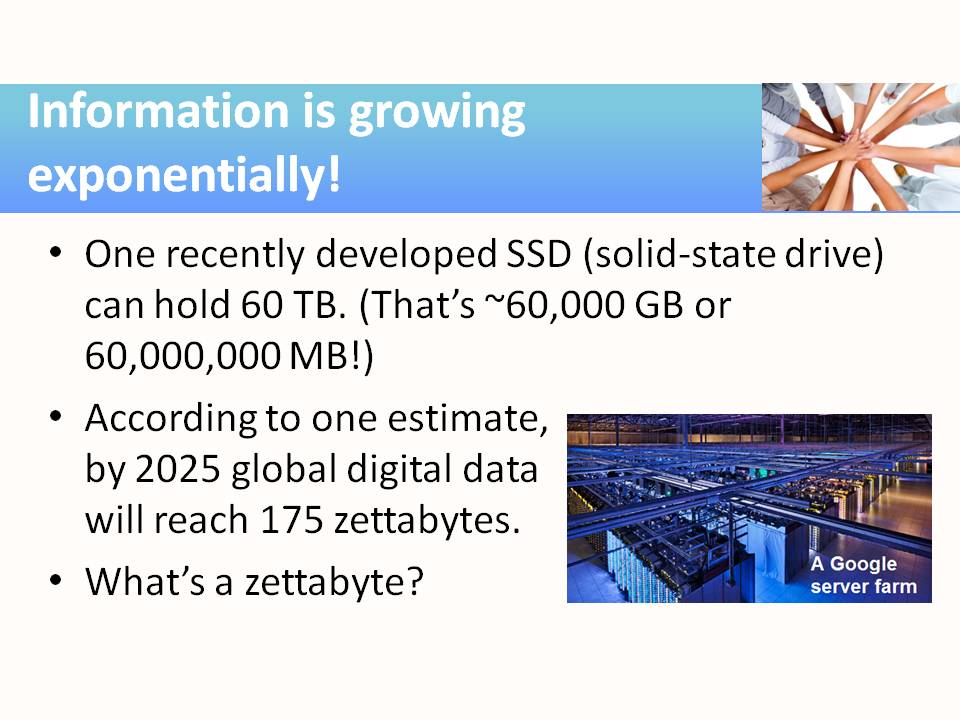 Information is growing
exponentially!
• One recently developed SSD (solid-state drive)
can hold 60 TB. (That’s ~60,000 GB or
60,000,000 MB!)
• According to one estimate,
by 2025 global digital data
will reach 175 zettabytes.
• What’s a zettabyte?
A Google
server farm